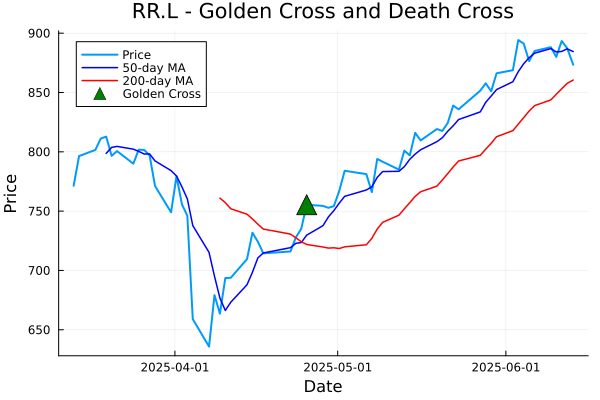 RR.L - Golden Cross and Death Cross
900
850
800
750
700
650
Price
Price
50-day MA
200-day MA
Golden Cross
2025-04-01
2025-05-01
2025-06-01
Date